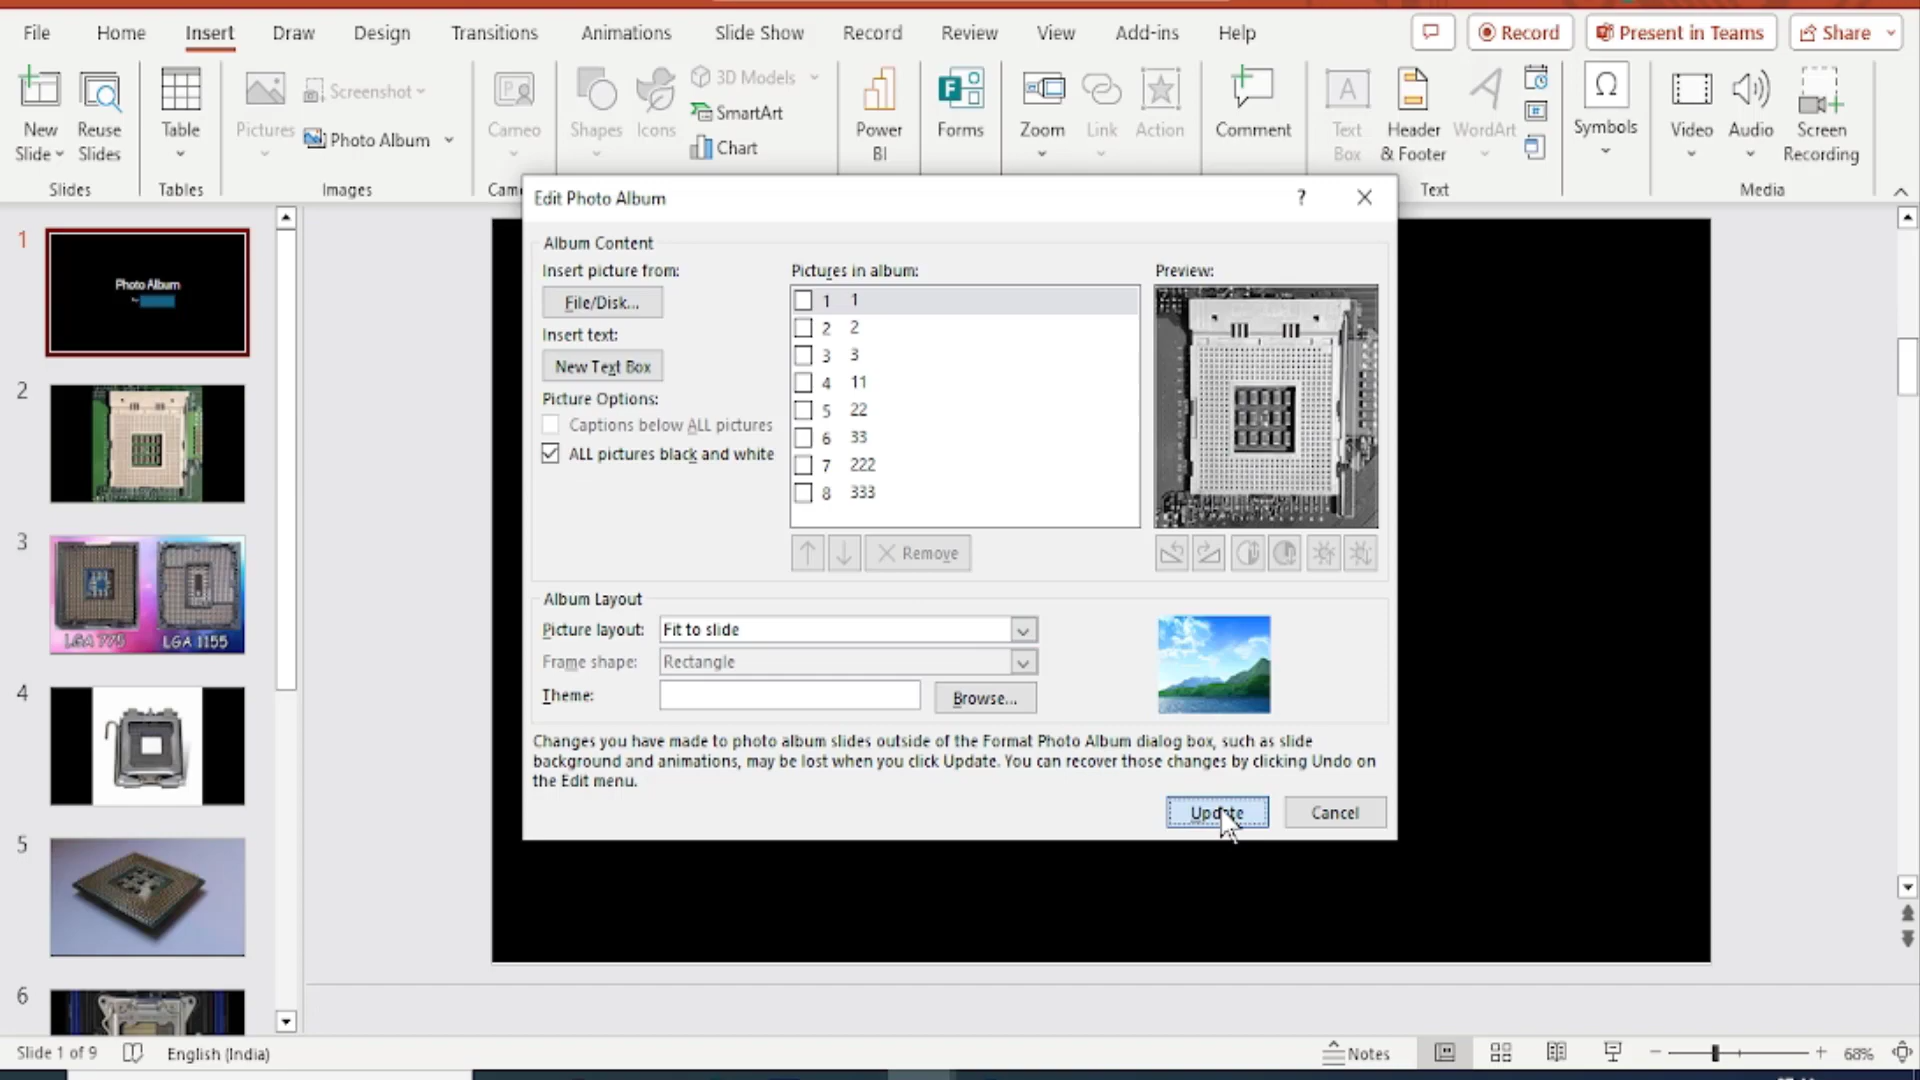 File Home Insert Draw Design Transitions Animations Slide Show Record Review View Add-ins Help Record Present in Teams Share
New Slide
Reuse Slides
Slides
Table
Tables
Pictures
Screenshot
Photo Album
Images
Cameo
Cam
Shapes
Icons
3D Models
SmartArt
Chart
Power BI
Forms
Zoom
Link
Action
Comment
Text Box
Header & Footer
WordArt
Text
Symbols
Video
Audio
Screen Recording
Media
1
Photo Album
2
3
LGA 775 LGA 1155
4
5
6
Edit Photo Album
?
Album Content
Insert picture from:
File/Disk...
Insert text:
New Text Box
Picture Options:
Captions below ALL pictures
ALL pictures black and white
Pictures in album:
1 1
2 2
3 3
4 11
5 22
6 33
7 222
8 333
Remove
Preview:
Album Layout
Picture layout: Fit to slide
Frame shape: Rectangle
Theme:
Browse...
Changes you have made to photo album slides outside of the Format Photo Album dialog box, such as slide
background and animations, may be lost when you click Update. You can recover those changes by clicking Undo on
the Edit menu.
Update Cancel
Slide 1 of 9 English (India) Notes 68%